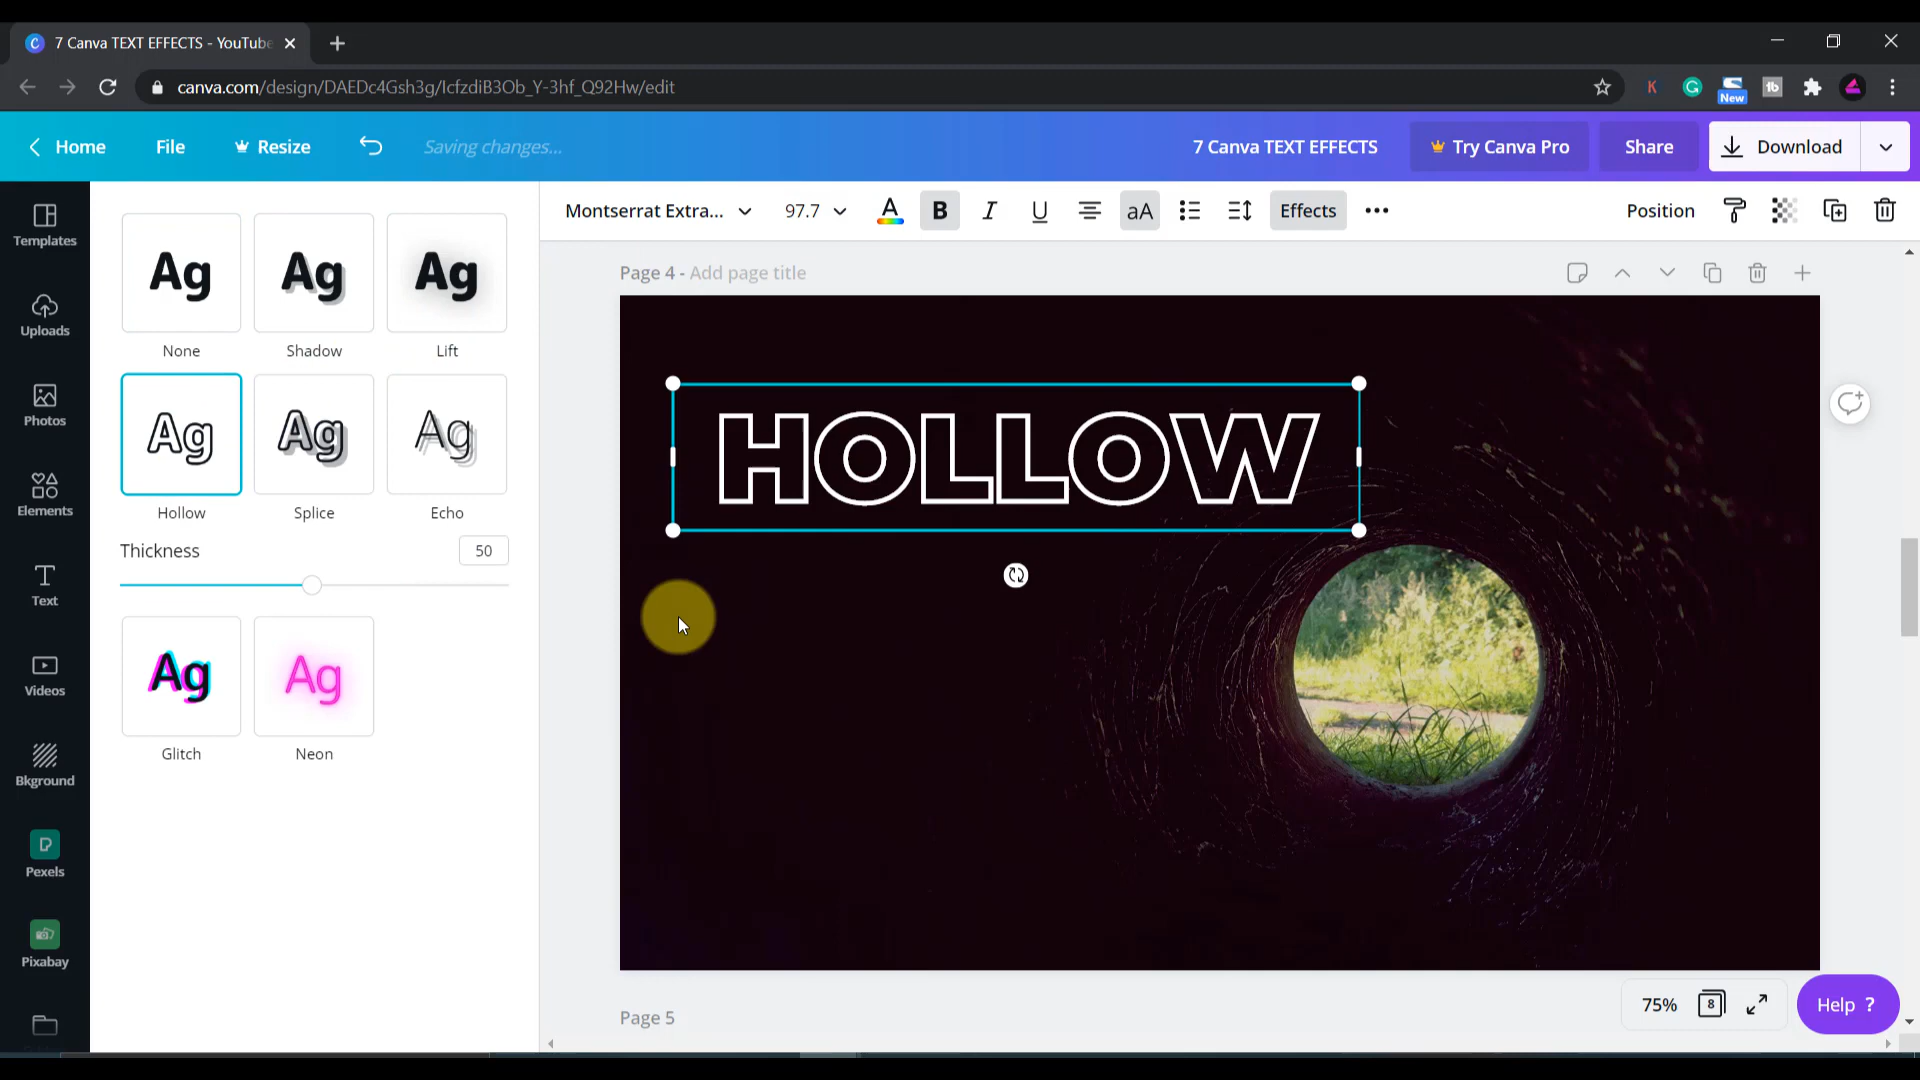 7 Canva TEXT EFFECTS - YouTube
canva.com/design/DAEDc4Gsh3g/IcfzdiB3Ob_Y-3hf_Q92Hw/edit
New
Home File Resize Saving changes... 7 Canva TEXT EFFECTS Try Canva Pro Share Download
Montserrat Extra... 97.7 A B I U aA Effects Position
Templates
Uploads
Photos
Elements
Text
Videos
Bkground
Pexels
Pixabay
Ag Ag Ag
None Shadow Lift
Ag Ag Ag
Hollow Splice Echo
Thickness 50
Ag Ag
Glitch Neon
Page 4 - Add page title
HOLLOW
Page 5
75% 8 Help ?